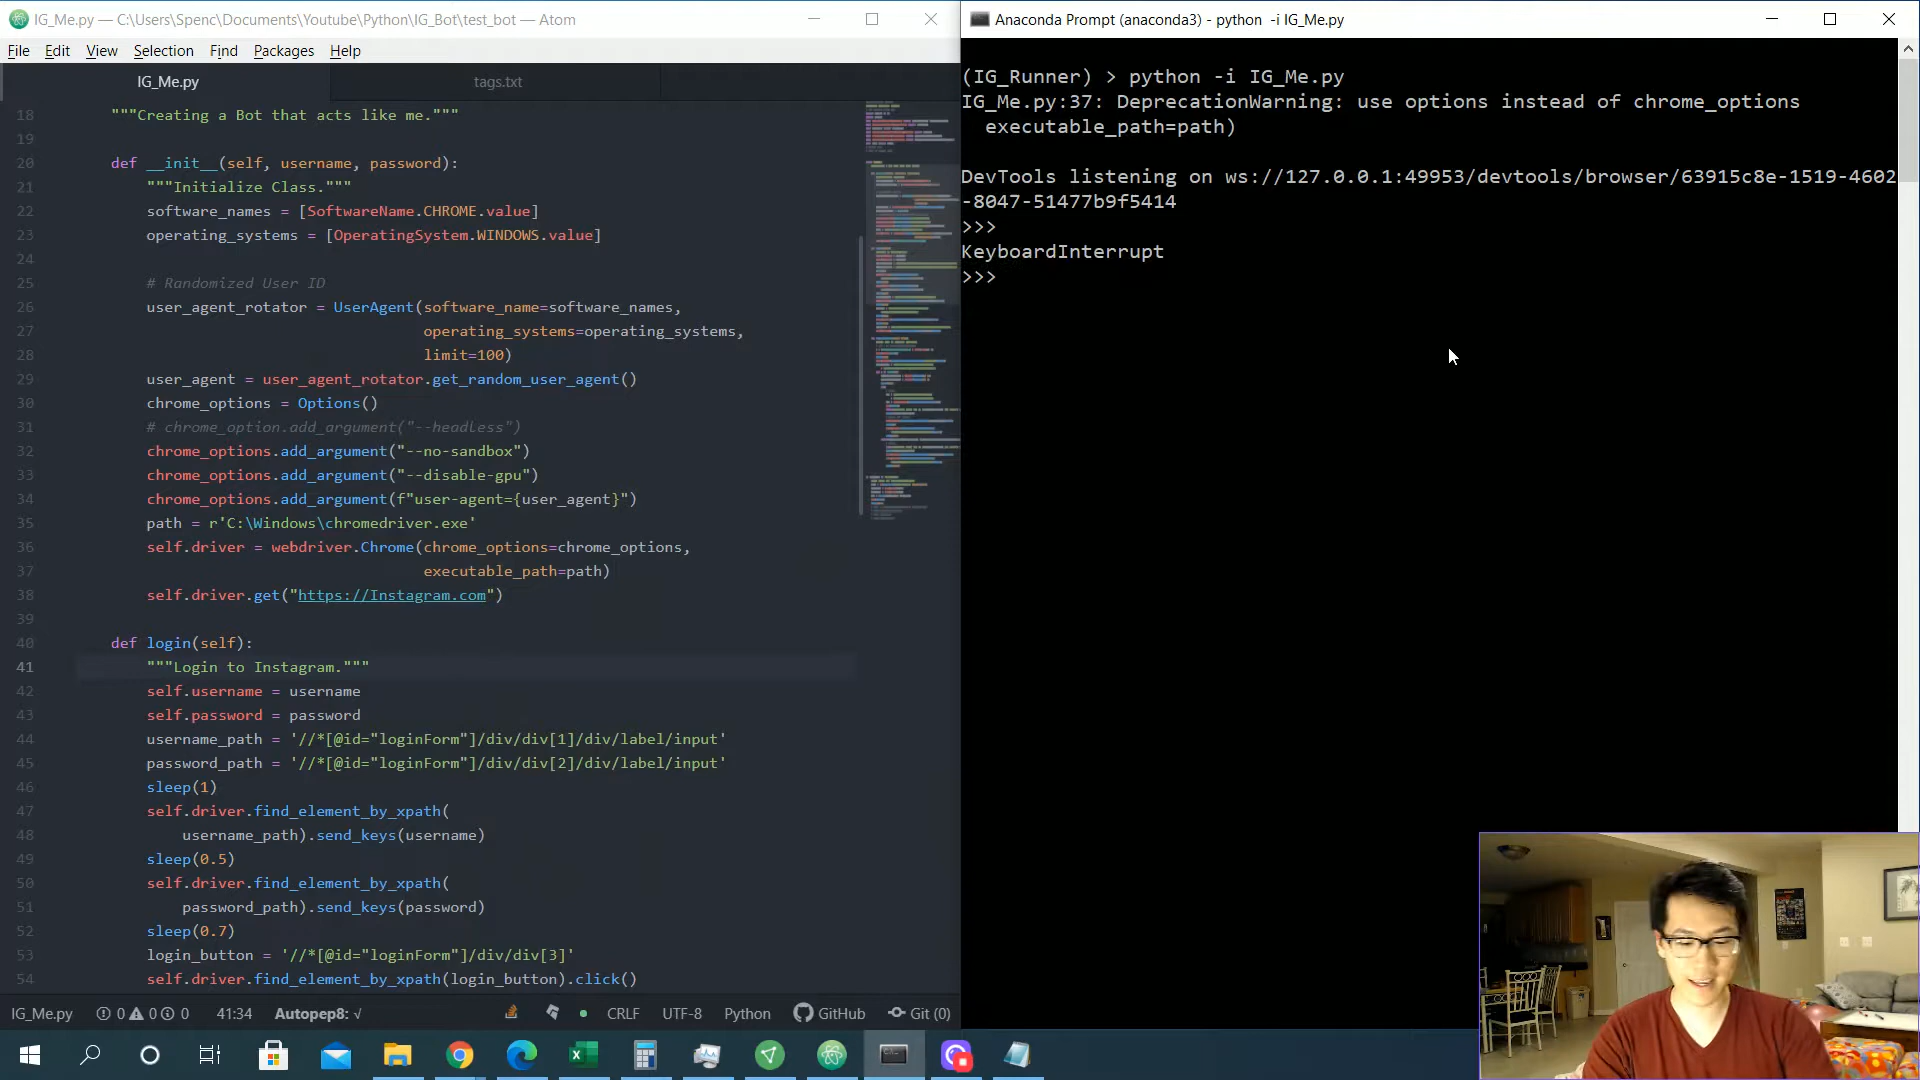 IG_Me.py — C:\Users\Spenc\Documents\Youtube\Python\IG_Bot\test_bot — Atom
File Edit View Selection Find Packages Help
IG_Me.py tags.txt
18 """Creating a Bot that acts like me."""
19
20 def __init__(self, username, password):
21 """Initialize Class."""
22 software_names = [SoftwareName.CHROME.value]
23 operating_systems = [OperatingSystem.WINDOWS.value]
24
25 # Randomized User ID
26 user_agent_rotator = UserAgent(software_name=software_names,
27 operating_systems=operating_systems,
28 limit=100)
29 user_agent = user_agent_rotator.get_random_user_agent()
30 chrome_options = Options()
31 # chrome_option.add_argument("--headless")
32 chrome_options.add_argument("--no-sandbox")
33 chrome_options.add_argument("--disable-gpu")
34 chrome_options.add_argument(f"user-agent={user_agent}")
35 path = r'C:\Windows\chromedriver.exe'
36 self.driver = webdriver.Chrome(chrome_options=chrome_options,
37 executable_path=path)
38 self.driver.get("https://Instagram.com")
39
40 def login(self):
41 """Login to Instagram."""
42 self.username = username
43 self.password = password
44 username_path = '//*[@id="loginForm"]/div/div[1]/div/label/input'
45 password_path = '//*[@id="loginForm"]/div/div[2]/div/label/input'
46 sleep(1)
47 self.driver.find_element_by_xpath(
48 username_path).send_keys(username)
49 sleep(0.5)
50 self.driver.find_element_by_xpath(
51 password_path).send_keys(password)
52 sleep(0.7)
53 login_button = '//*[@id="loginForm"]/div/div[3]'
54 self.driver.find_element_by_xpath(login_button).click()
IG_Me.py 0 0 0 41:34 Autopep8: √ CRLF UTF-8 Python GitHub Git (0)
Anaconda Prompt (anaconda3) - python -i IG_Me.py
(IG_Runner) > python -i IG_Me.py
IG_Me.py:37: DeprecationWarning: use options instead of chrome_options
executable_path=path)
DevTools listening on ws://127.0.0.1:49953/devtools/browser/63915c8e-1519-4602
-8047-51477b9f5414
>>>
KeyboardInterrupt
>>>